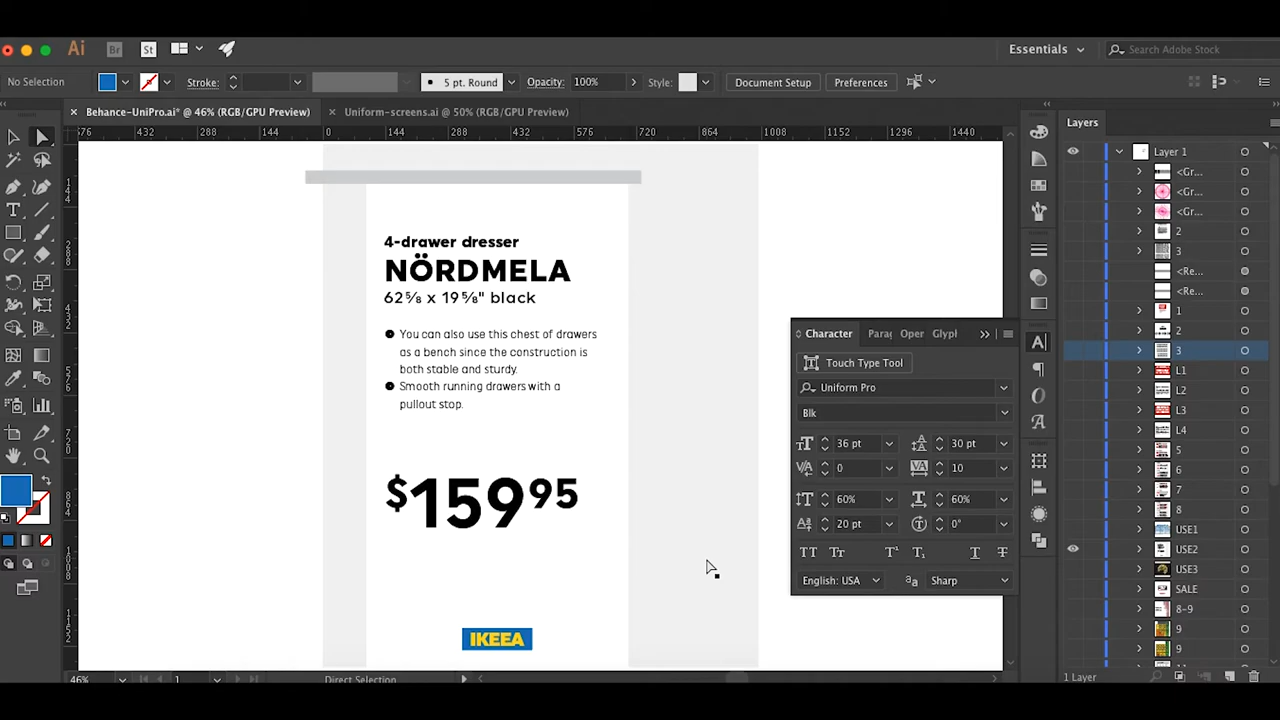 Ai Br St Essentials Search Adobe Stock
No Selection Stroke: 5 pt. Round Opacity: 100% Style: Document Setup Preferences
× Behance-UniPro.ai* @ 46% (RGB/GPU Preview) × Uniform-screens.ai @ 50% (RGB/GPU Preview)
576 432 288 144 0 144 288 432 576 720 864 1008 1152 1296 1440
Layers
Layer 1
<Gr...
<Gr...
<Gr...
2
3
<Re...
<Re...
1
2
3
L1
L2
L3
L4
5
6
7
8
USE1
USE2
USE3
SALE
8-9
9
9
1 Layer
4-drawer dresser
NÖRDMELA
62⅝ x 19⅝" black
You can also use this chest of drawers
as a bench since the construction is
both stable and sturdy.
Smooth running drawers with a
pullout stop.
$15995
IKEEA
Character Parag Oper Glypl
Touch Type Tool
Uniform Pro
Blk
36 pt 30 pt
0 10
60% 60%
20 pt 0°
TT Tr T¹ T₁ T T
English: USA aa Sharp
46% 1 Direct Selection